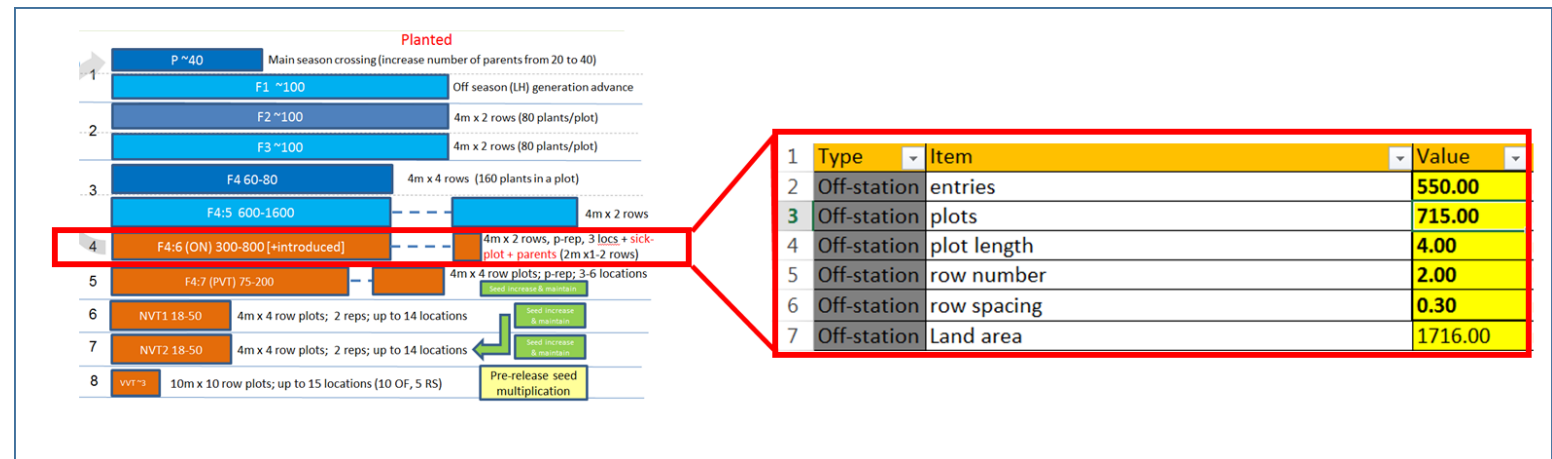 Planted
P ~40 Main season crossing (increase number of parents from 20 to 40)
1
F1 ~100 Off season (LH) generation advance
F2 ~100 4m x 2 rows (80 plants/plot)
2
F3 ~100 4m x 2 rows (80 plants/plot)
F4 60-80 4m x 4 rows (160 plants in a plot)
3
F4:5 600-1600 4m x 2 rows
4 F4:6 (ON) 300-800 [+introduced] 4m x 2 rows, p-rep, 3 locs + sick-
plot + parents (2m x1-2 rows)
5 F4:7 (PVT) 75-200 4m x 4 row plots; p-rep; 3-6 locations
Seed increase & maintain
6 NVT1 18-50 4m x 4 row plots; 2 reps; up to 14 locations
Seed increase
& maintain
7 NVT2 18-50 4m x 4 row plots; 2 reps; up to 14 locations
Seed increase
& maintain
8 VVT ~3 10m x 10 row plots; up to 15 locations (10 OF, 5 RS)
Pre-release seed
multiplication
1 Type Item Value
2 Off-station entries 550.00
3 Off-station plots 715.00
4 Off-station plot length 4.00
5 Off-station row number 2.00
6 Off-station row spacing 0.30
7 Off-station Land area 1716.00